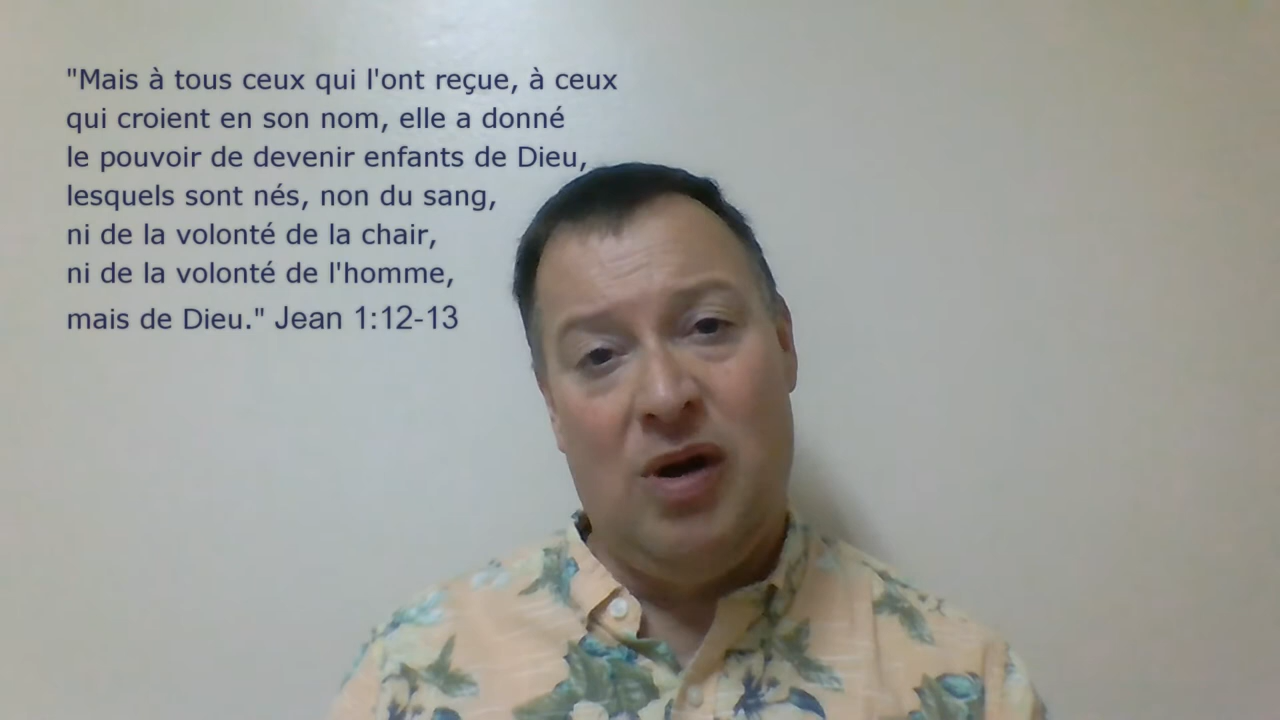 "Mais à tous ceux qui l'ont reçue, à ceux
qui croient en son nom, elle a donné
le pouvoir de devenir enfants de Dieu,
lesquels sont nés, non du sang,
ni de la volonté de la chair,
ni de la volonté de l'homme,
mais de Dieu." Jean 1:12-13